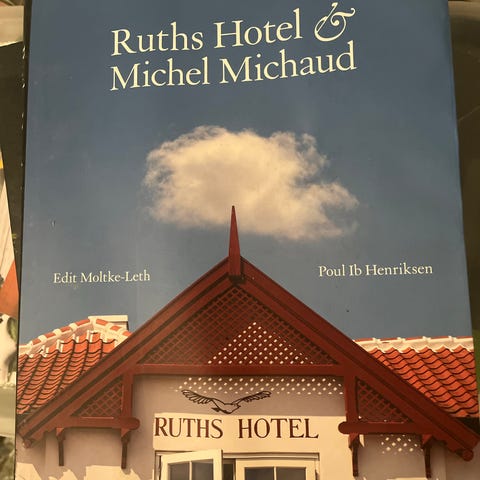 Ruths Hotel &
Michel Michaud
Edit Moltke-Leth
Poul Ib Henriksen
RUTHS HOTEL